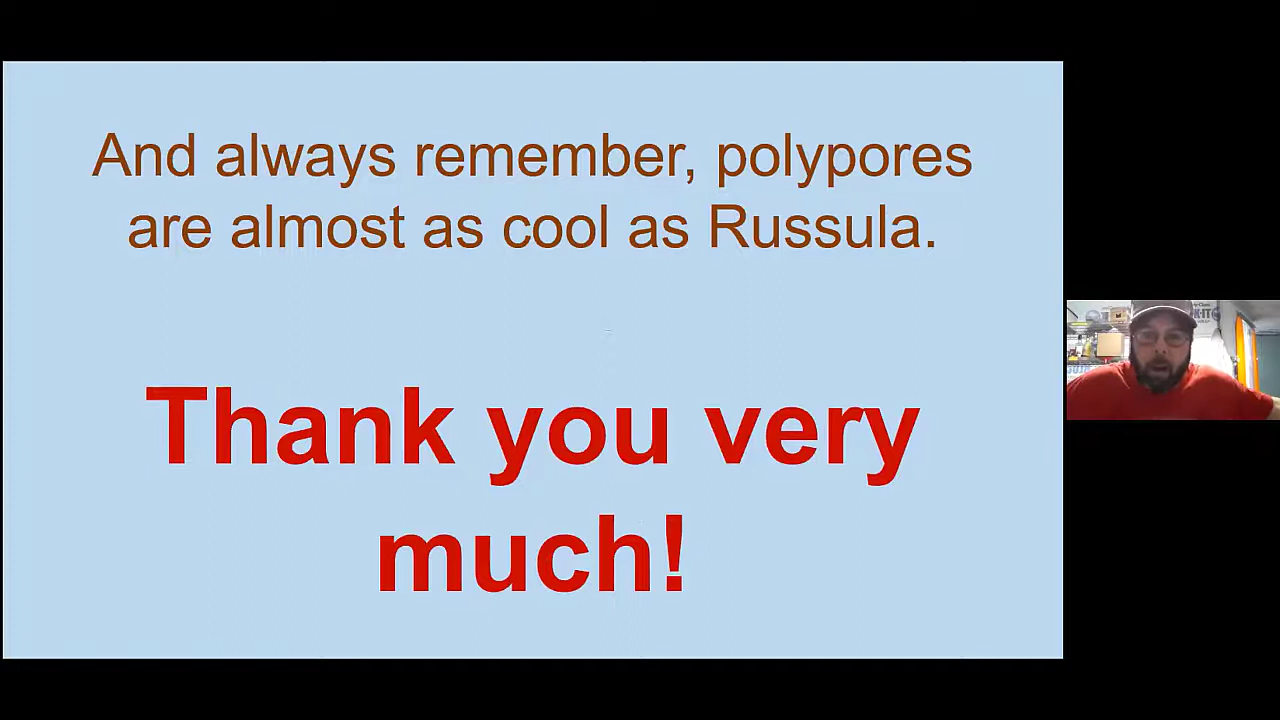 And always remember, polypores
are almost as cool as Russula.
Thank you very
much!